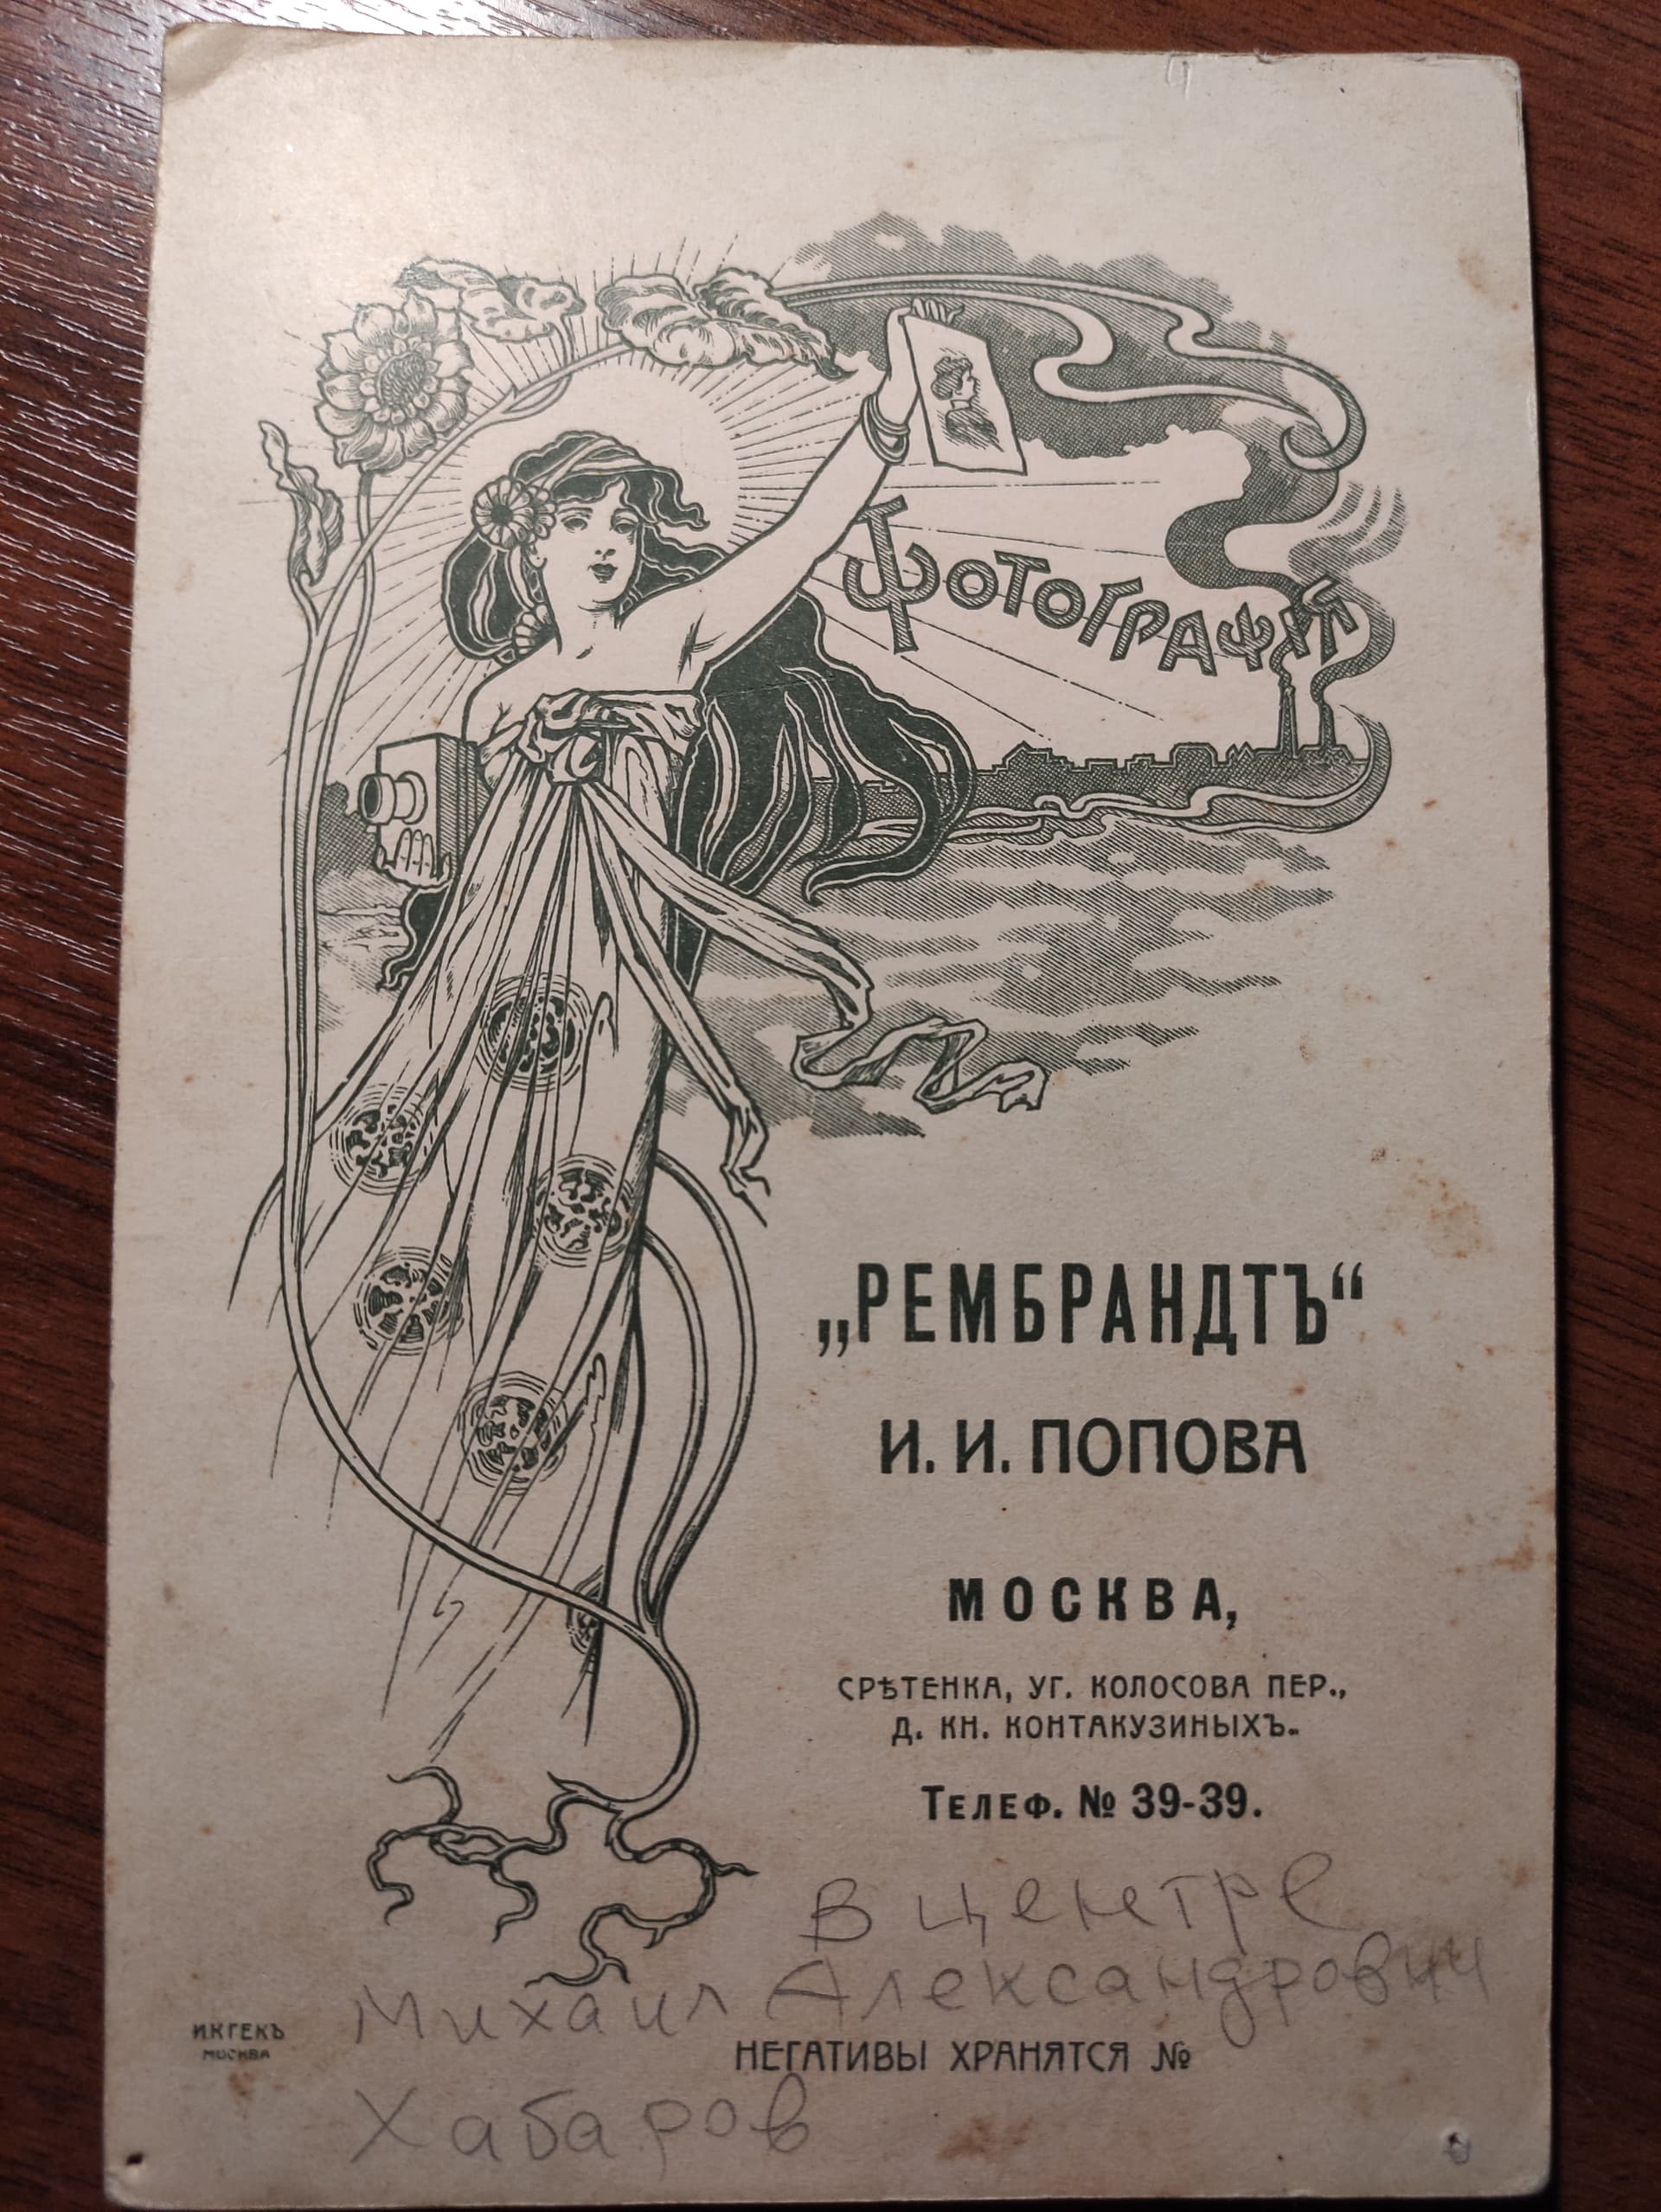 Фотографія
„РЕМБРАНДТЪ“
И. И. ПОПОВА
МОСКВА,
СРѢТЕНКА, УГ. КОЛОСОВА ПЕР.,
Д. КН. КОНТАКУЗИНЫХЪ.
ТЕЛЕФ. № 39-39.
В центре
Михаил Александрович
И.К.ГЕКЪ
МОСКВА
НЕГАТИВЫ ХРАНЯТСЯ №
Хабаров